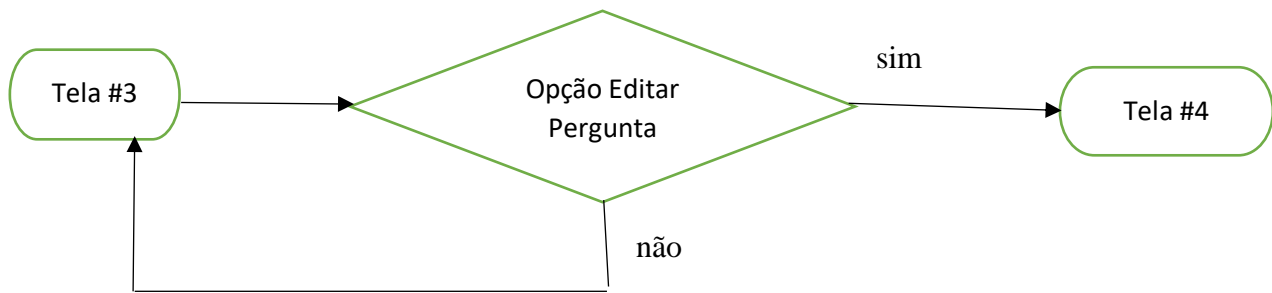 Tela #3
Opção Editar
Pergunta
sim
Tela #4
não